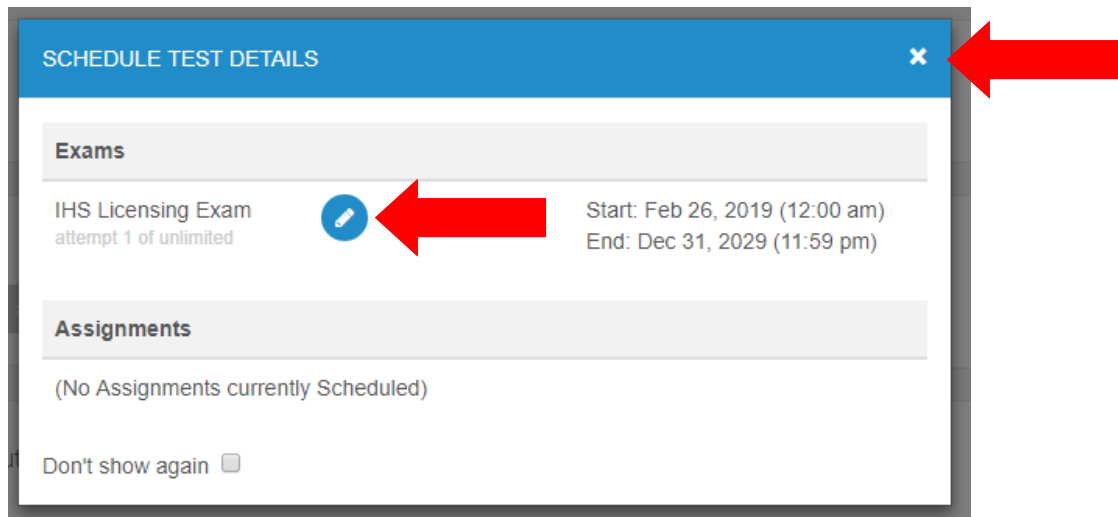 SCHEDULE TEST DETAILS
Exams
IHS Licensing Exam
attempt 1 of unlimited
Start: Feb 26, 2019 (12:00 am)
End: Dec 31, 2029 (11:59 pm)
Assignments
(No Assignments currently Scheduled)
Don't show again